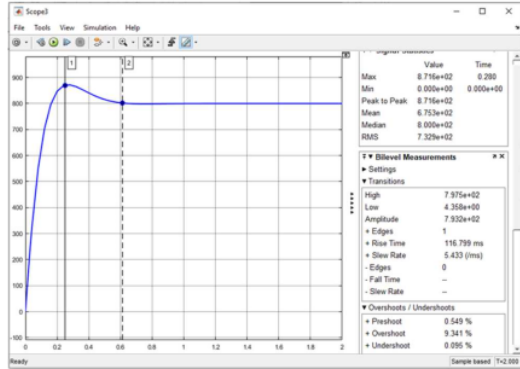 Scope3
File Tools View Simulation Help
1
2
900
800
700
600
500
400
300
200
100
0
-100
0 0.2 0.4 0.6 0.8 1 1.2 1.4 1.6 1.8 2
Signal Statistics
Value Time
Max 8.716e+02 0.280
Min 0.000e+00 0.000e+00
Peak to Peak 8.716e+02
Mean 6.753e+02
Median 8.000e+02
RMS 7.329e+02
Bilevel Measurements
Settings
Transitions
High 7.975e+02
Low 4.358e+00
Amplitude 7.932e+02
+ Edges 1
+ Rise Time 116.799 ms
+ Slew Rate 5.433 (/ms)
- Edges 0
- Fall Time --
- Slew Rate --
Overshoots / Undershoots
+ Preshoot 0.549 %
+ Overshoot 9.341 %
+ Undershoot 0.095 %
Ready Sample based T=2.000